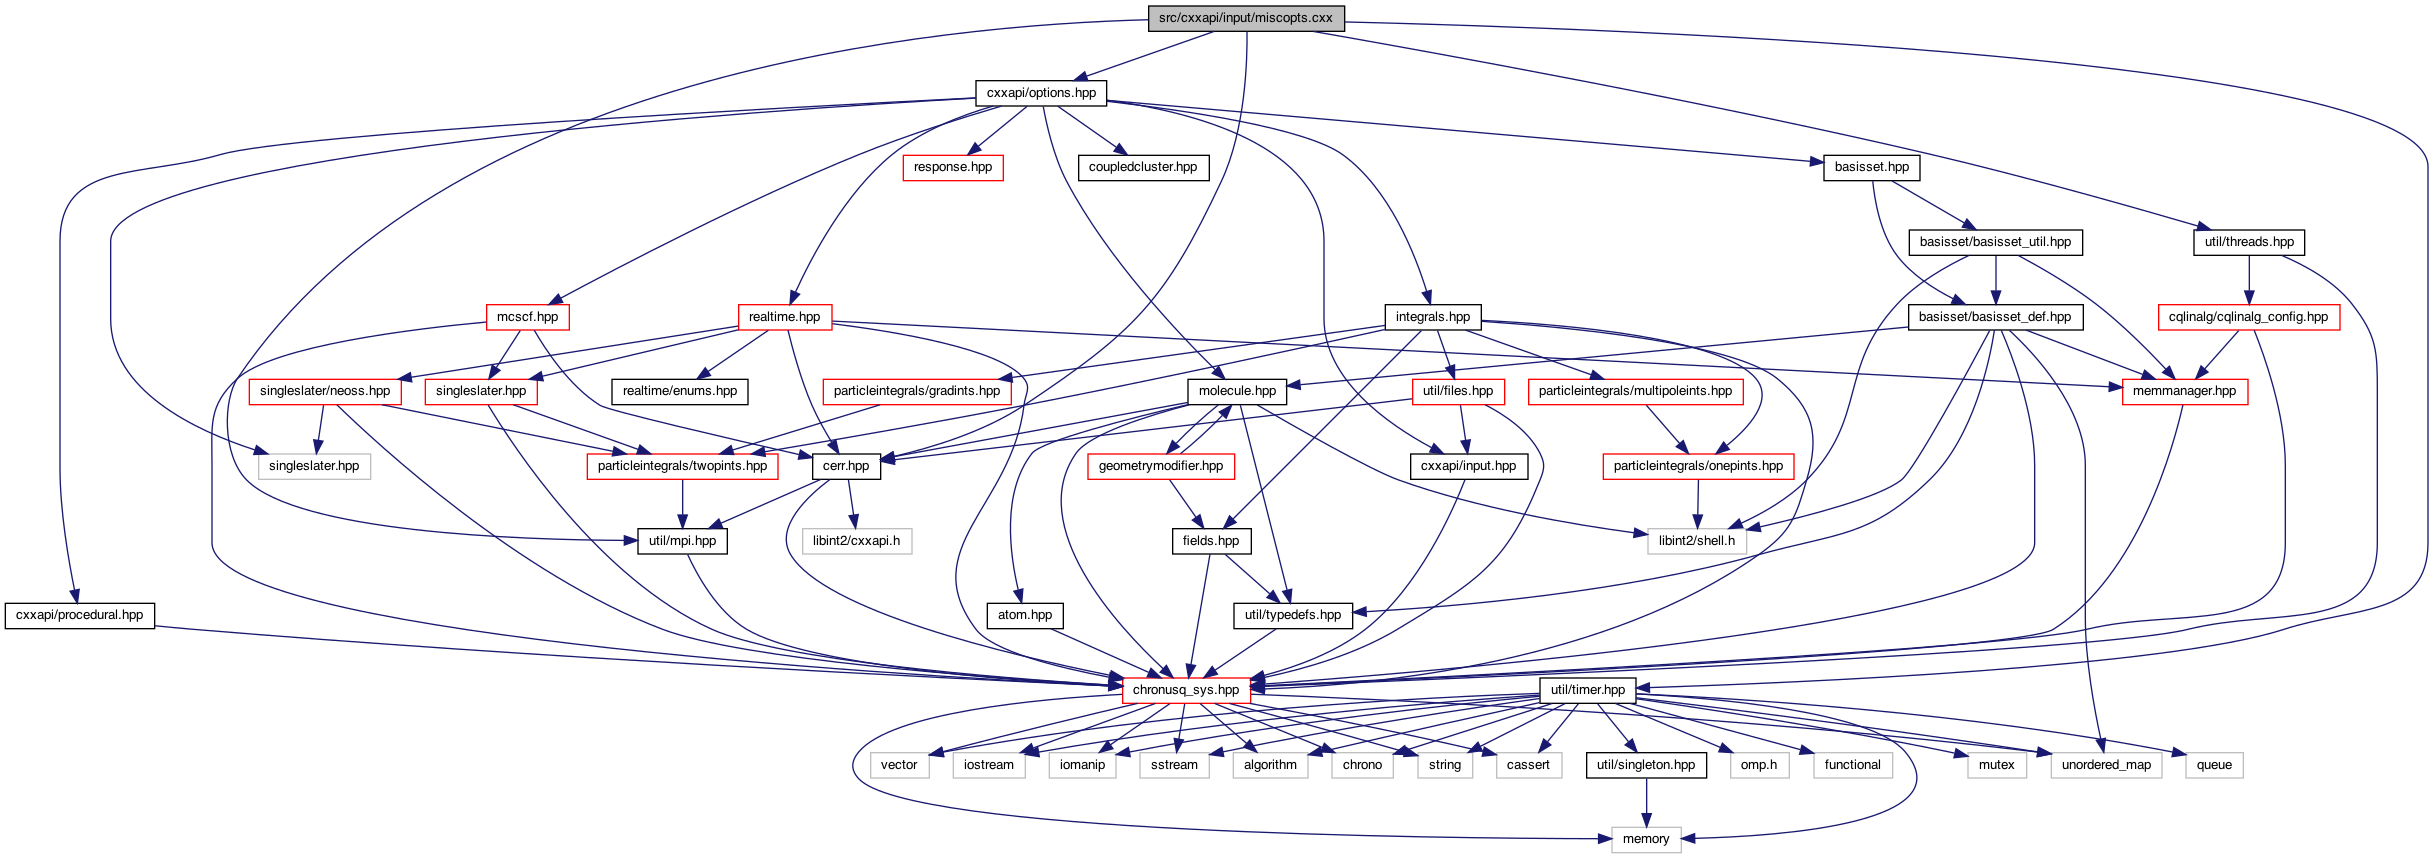 src/cxxapi/input/miscopts.cxx
cxxapi/options.hpp
response.hpp
coupledcluster.hpp
basisset.hpp
basisset/basisset_util.hpp
util/threads.hpp
mcscf.hpp
realtime.hpp
integrals.hpp
basisset/basisset_def.hpp
cqlinalg/cqlinalg_config.hpp
singleslater/neoss.hpp
singleslater.hpp
realtime/enums.hpp
particleintegrals/gradints.hpp
molecule.hpp
util/files.hpp
particleintegrals/multipoleints.hpp
memmanager.hpp
singleslater.hpp
particleintegrals/twopints.hpp
cerr.hpp
geometrymodifier.hpp
cxxapi/input.hpp
particleintegrals/onepints.hpp
util/mpi.hpp
libint2/cxxapi.h
fields.hpp
libint2/shell.h
cxxapi/procedural.hpp
atom.hpp
util/typedefs.hpp
chronusq_sys.hpp
util/timer.hpp
vector
iostream
iomanip
sstream
algorithm
chrono
string
cassert
util/singleton.hpp
omp.h
functional
mutex
unordered_map
queue
memory